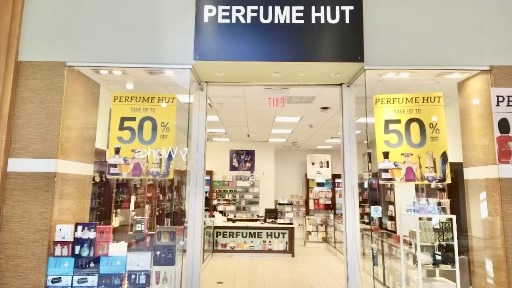 PERFUME HUT
EXIT
PERFUME HUT
SAVE UP TO
50%
OFF
PERFUME HUT
SAVE UP TO
50%
OFF
PE
PERFUME HUT